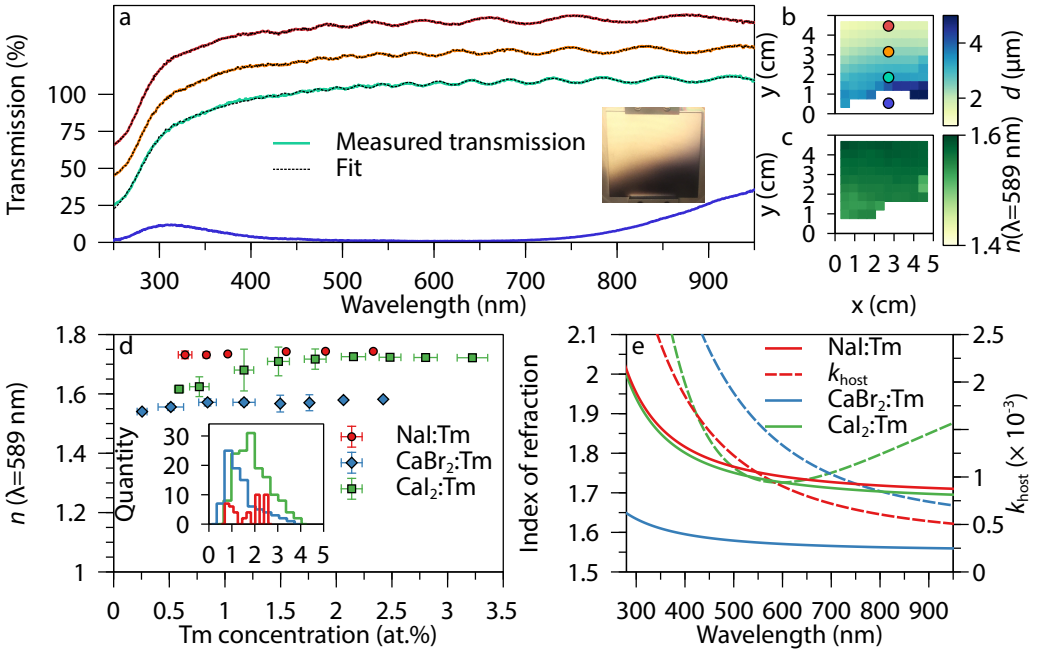 a
Transmission (%)
100
75
50
25
0
Measured transmission
Fit
300
400
500
600
700
800
900
Wavelength (nm)
b
y (cm)
4
3
2
1
0
4
2
d (μm)
c
y (cm)
4
3
2
1
0
0 1 2 3 4 5
x (cm)
1.6
1.4
n(λ=589 nm)
d
n (λ=589 nm)
1.8
1.6
1.4
1.2
1
Quantity
30
20
10
0
0 1 2 3 4 5
NaI:Tm
CaBr₂:Tm
CaI₂:Tm
0 0.5 1 1.5 2 2.5 3 3.5
Tm concentration (at.%)
e
Index of refraction
2.1
2
1.9
1.8
1.7
1.6
1.5
NaI:Tm
k_host
CaBr₂:Tm
CaI₂:Tm
2.5
2
1.5
1
0.5
0
k_host (× 10⁻³)
300 400 500 600 700 800 900
Wavelength (nm)